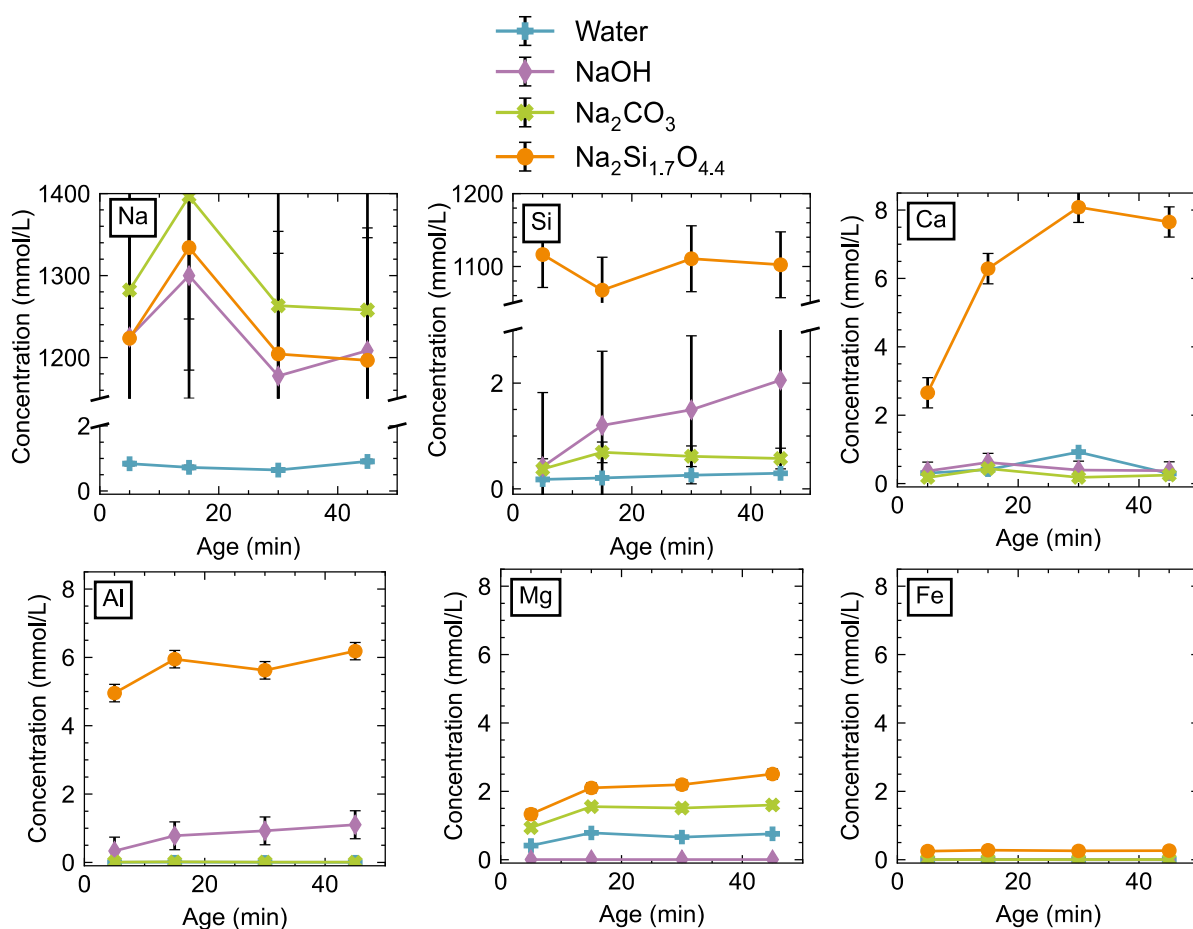 Water
NaOH
Na₂CO₃
Na₂Si₁.₇O₄.₄
Concentration (mmol/L)
1400
1300
1200
2
0
Na
0 20 40
Age (min)
Concentration (mmol/L)
1200
1100
2
0
Si
0 20 40
Age (min)
Concentration (mmol/L)
8
6
4
2
0
Ca
0 20 40
Age (min)
Concentration (mmol/L)
8
6
4
2
0
Al
0 20 40
Age (min)
Concentration (mmol/L)
8
6
4
2
0
Mg
0 20 40
Age (min)
Concentration (mmol/L)
8
6
4
2
0
Fe
0 20 40
Age (min)